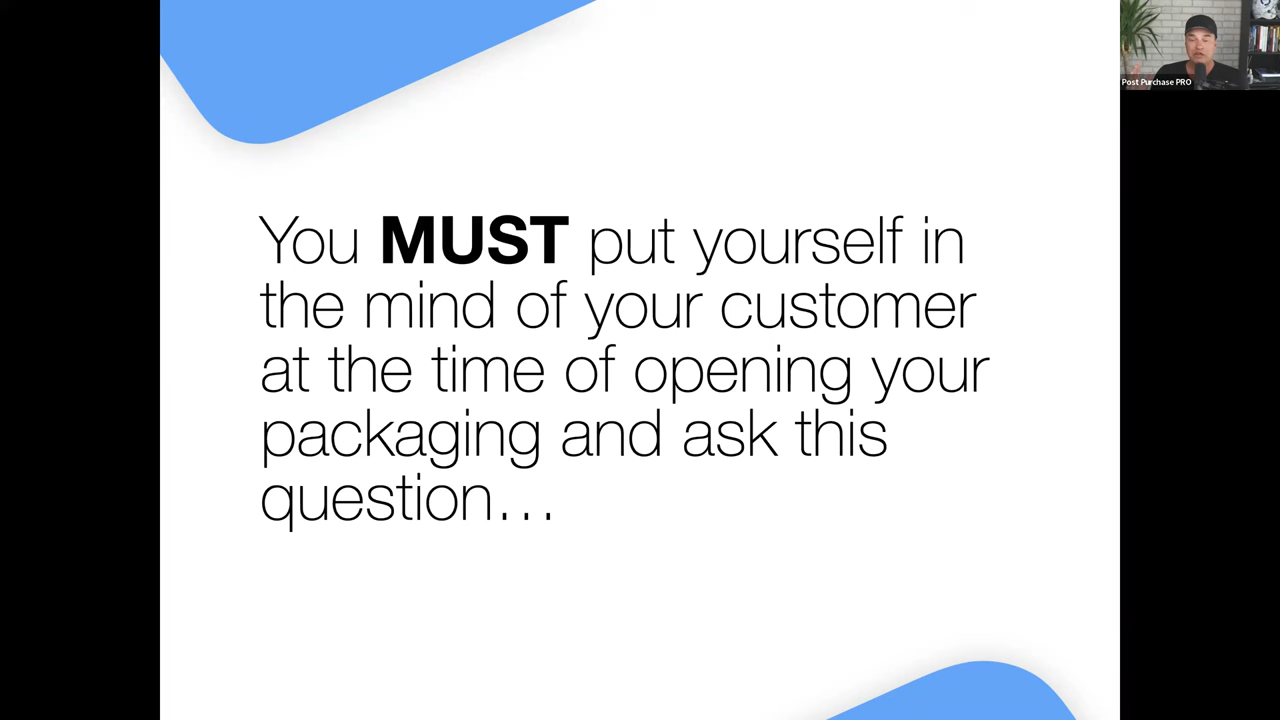 You MUST put yourself in
the mind of your customer
at the time of opening your
packaging and ask this
question…
Post Purchase PRO